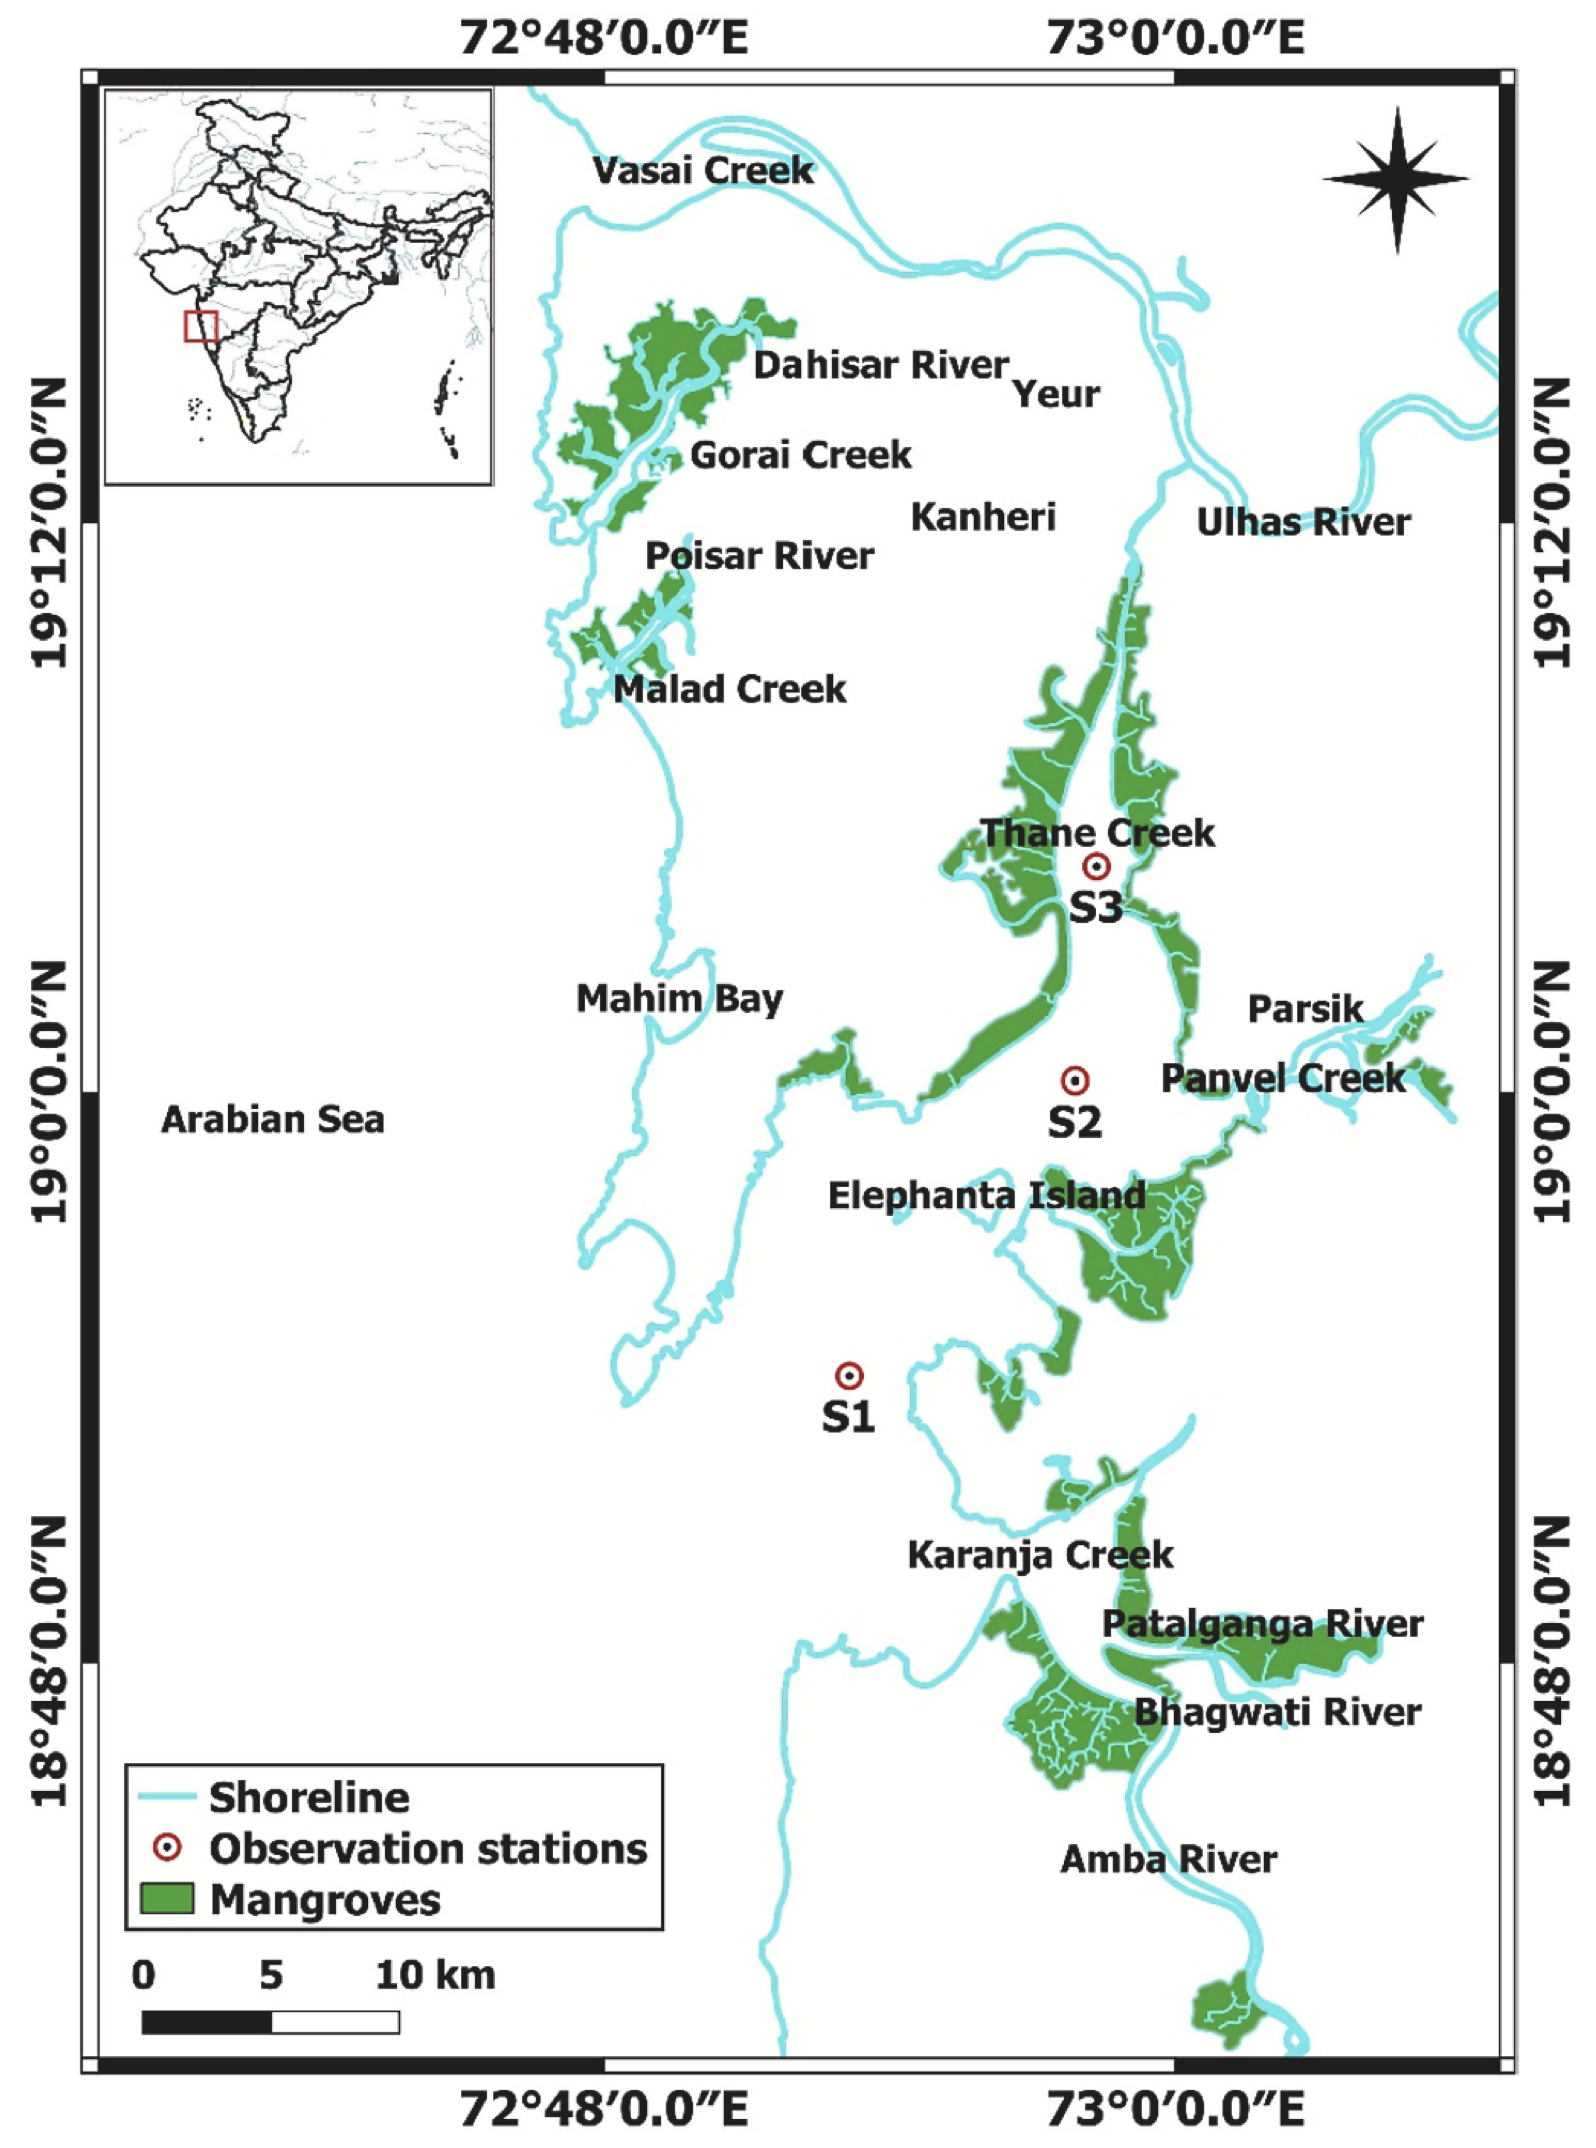 72°48′0.0″E
73°0′0.0″E
Vasai Creek
Dahisar River
Yeur
Gorai Creek
Kanheri
Ulhas River
19°12′0.0″N
19°12′0.0″N
Poisar River
Malad Creek
Thane Creek
S3
Mahim Bay
Parsik
Panvel Creek
19°0′0.0″N
19°0′0.0″N
Arabian Sea
S2
Elephanta Island
S1
Karanja Creek
Patalganga River
18°48′0.0″N
18°48′0.0″N
Bhagwati River
Shoreline
Observation stations
Mangroves
Amba River
0 5 10 km
72°48′0.0″E
73°0′0.0″E